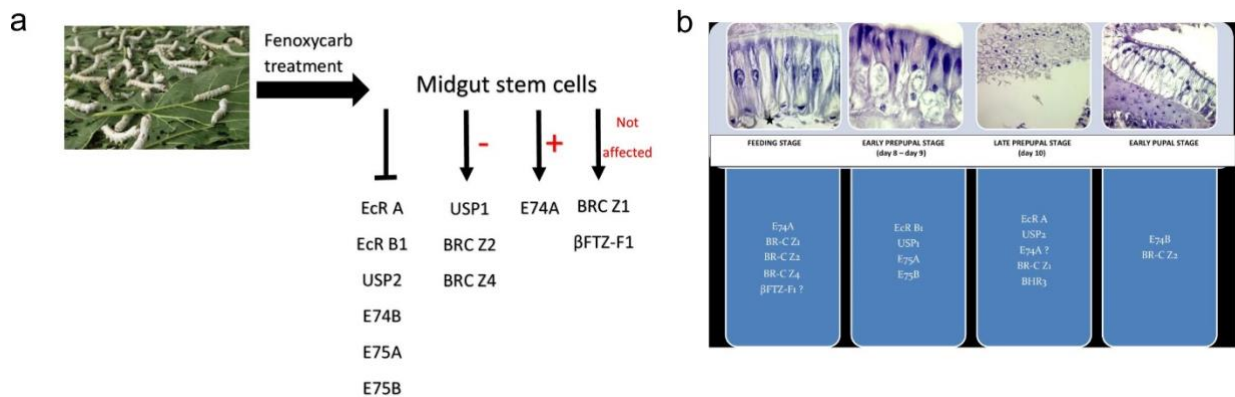 a
Fenoxycarb
treatment
Midgut stem cells
-
+
Not
affected
EcR A
EcR B1
USP2
E74B
E75A
E75B
USP1
BRC Z2
BRC Z4
E74A
BRC Z1
βFTZ-F1
b
FEEDING STAGE
EARLY PREPUPAL STAGE
(day 8 – day 9)
LATE PREPUPAL STAGE
(day 10)
EARLY PUPAL STAGE
E74A
BR-C Z1
BR-C Z2
BR-C Z4
βFTZ-F1 ?
EcR B1
USP1
E75A
E75B
EcR A
USP2
E74A ?
BR-C Z1
BHR3
E74B
BR-C Z2